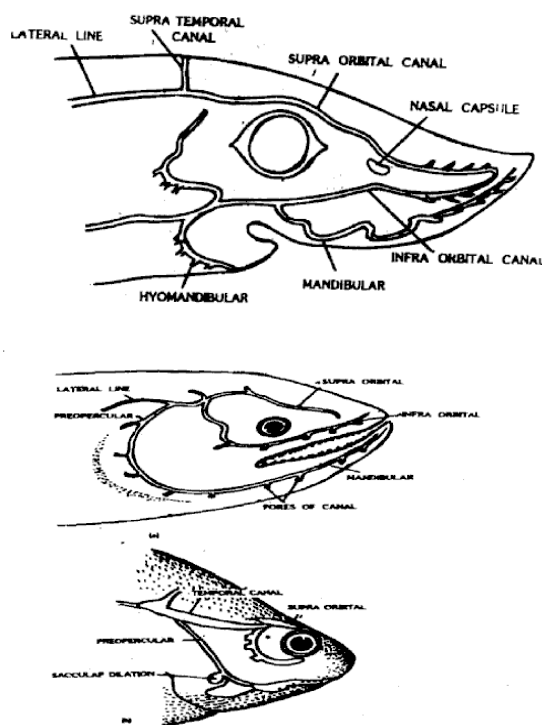 SUPRA TEMPORAL
CANAL
LATERAL LINE
SUPRA ORBITAL CANAL
NASAL CAPSULE
INFRA ORBITAL CANAL
MANDIBULAR
HYOMANDIBULAR
LATERAL LINE
SUPRA ORBITAL
PREOPERCULAR
INFRA ORBITAL
MANDIBULAR
PORES OF CANAL
(a)
TEMPORAL CANAL
SUPRA ORBITAL
PREOPERCULAR
SACCULAF DILATION
(b)